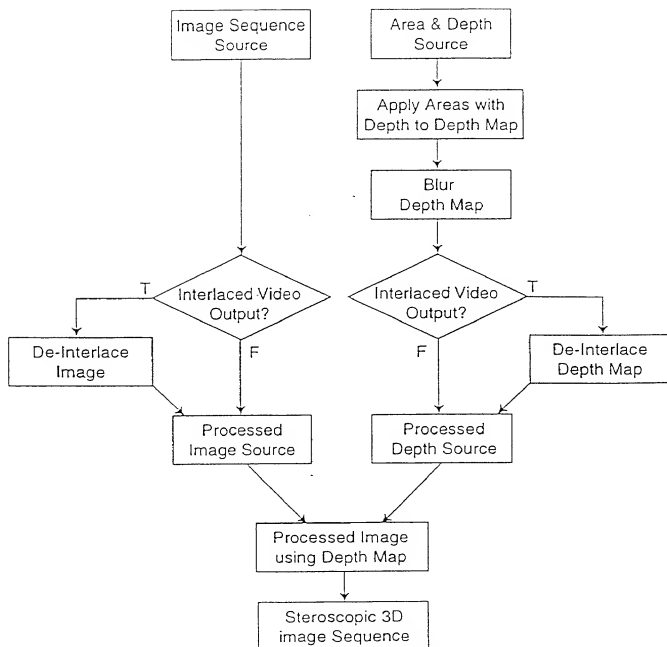 Image Sequence
Source
Area & Depth
Source
Apply Areas with
Depth to Depth Map
Blur
Depth Map
T
Interlaced Video
Output?
F
Interlaced Video
Output?
T
F
De-Interlace
Image
De-Interlace
Depth Map
Processed
Image Source
Processed
Depth Source
Processed Image
using Depth Map
Steroscopic 3D
image Sequence